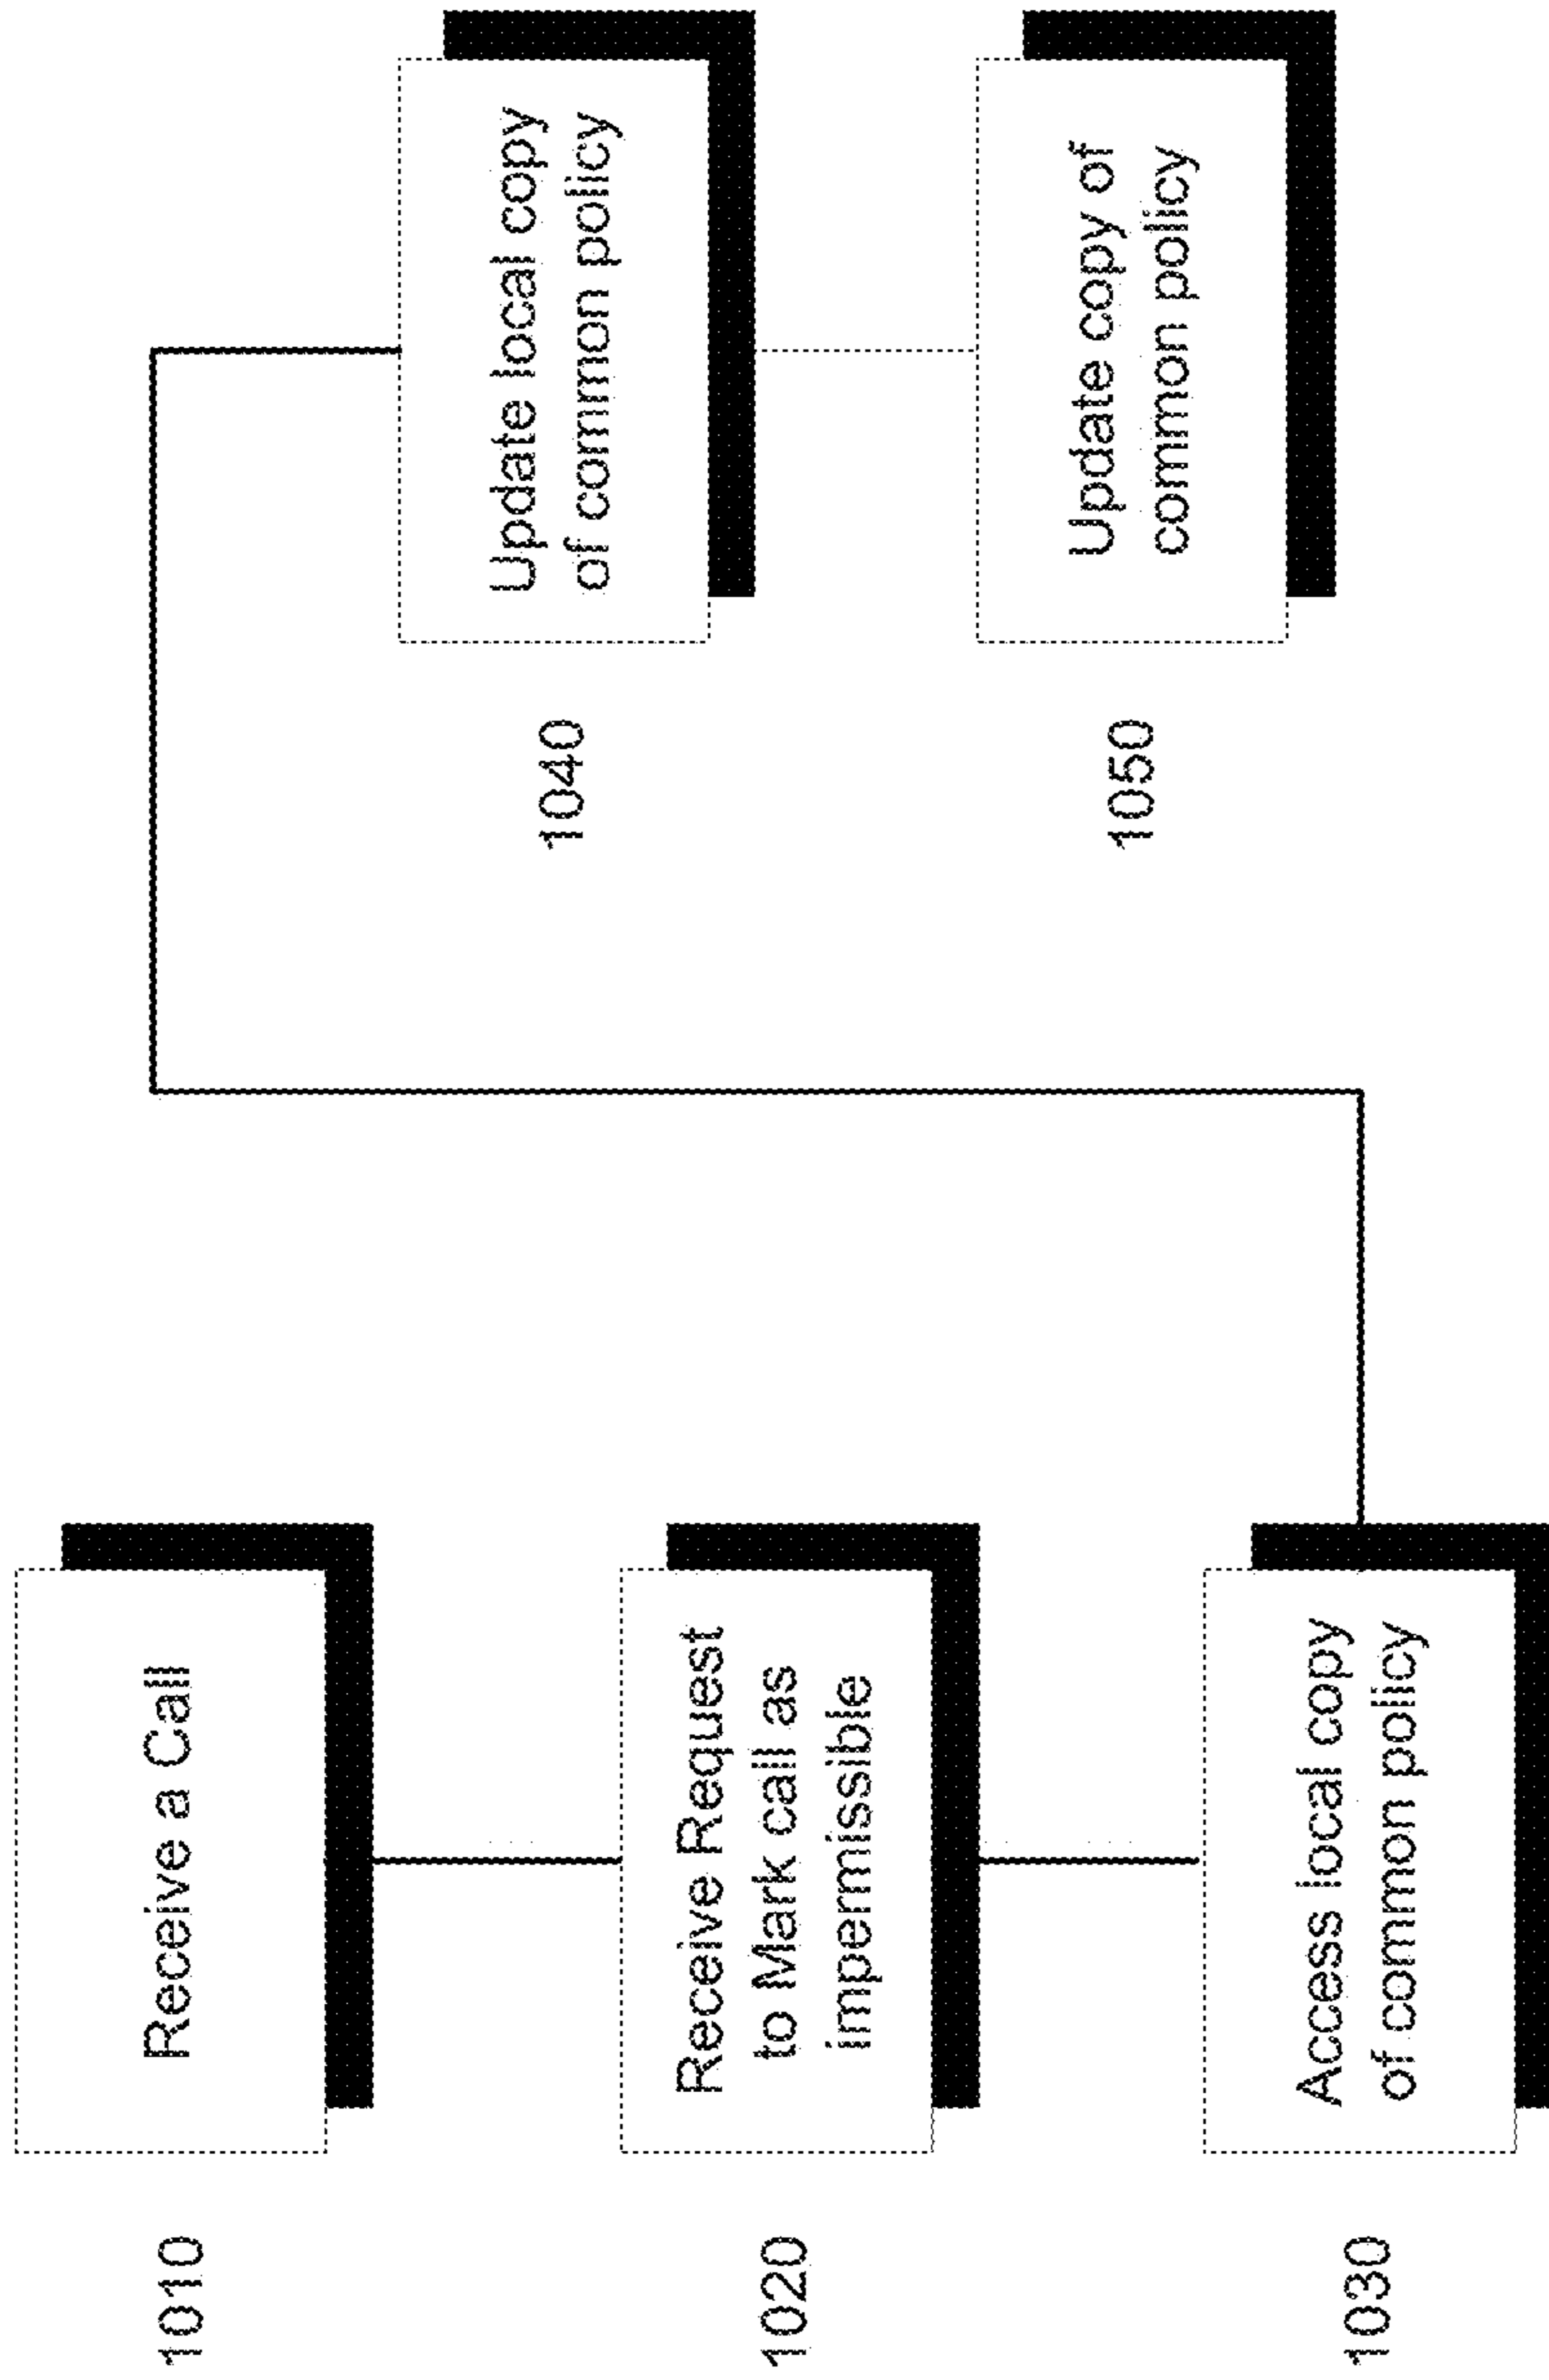 1010
Receive a Call
1020
Receive Request
to Mark call as
impermissible
1030
Access local copy
of common policy
1040
Update local copy
of common policy
1050
Update copy of
common policy